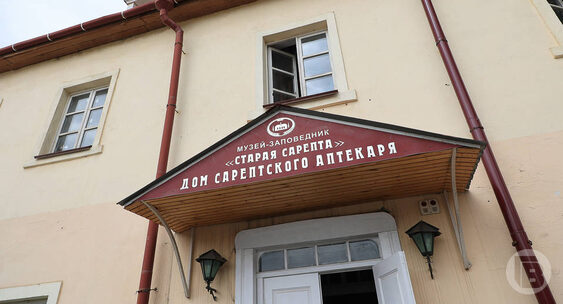 МУЗЕЙ-ЗАПОВЕДНИК
«СТАРАЯ САРЕПТА»
ДОМ САРЕПТСКОГО АПТЕКАРЯ